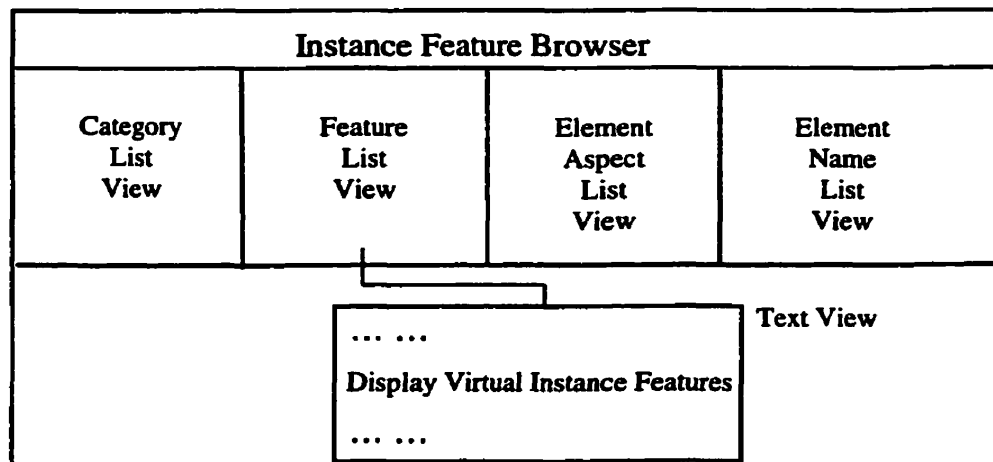 Instance Feature Browser
Category
List
View
Feature
List
View
Element
Aspect
List
View
Element
Name
List
View
Text View
... ...
Display Virtual Instance Features
... ...